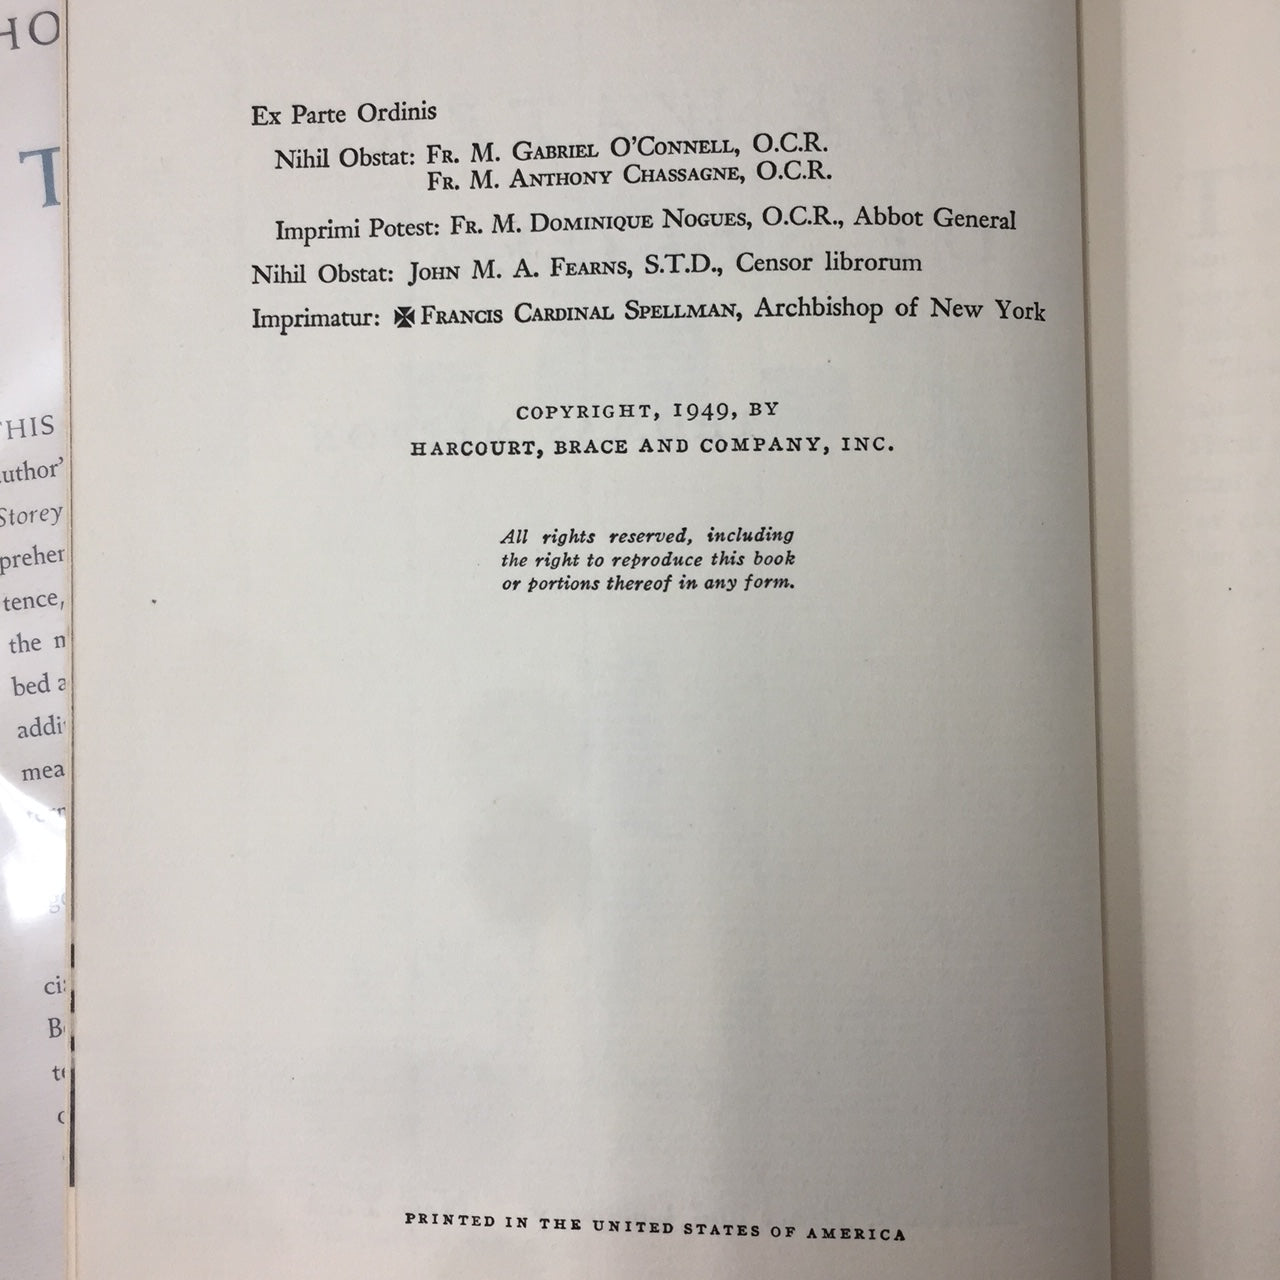 HO
T
THIS
uthor'
Storey
preher
tence,
the n
bed a
addi
mea
ci
B
te
Ex Parte Ordinis
Nihil Obstat: FR. M. GABRIEL O'CONNELL, O.C.R.
FR. M. ANTHONY CHASSAGNE, O.C.R.
Imprimi Potest: FR. M. DOMINIQUE NOGUES, O.C.R., Abbot General
Nihil Obstat: JOHN M. A. FEARNS, S.T.D., Censor librorum
Imprimatur: ✠ FRANCIS CARDINAL SPELLMAN, Archbishop of New York
COPYRIGHT, 1949, BY
HARCOURT, BRACE AND COMPANY, INC.
All rights reserved, including
the right to reproduce this book
or portions thereof in any form.
PRINTED IN THE UNITED STATES OF AMERICA